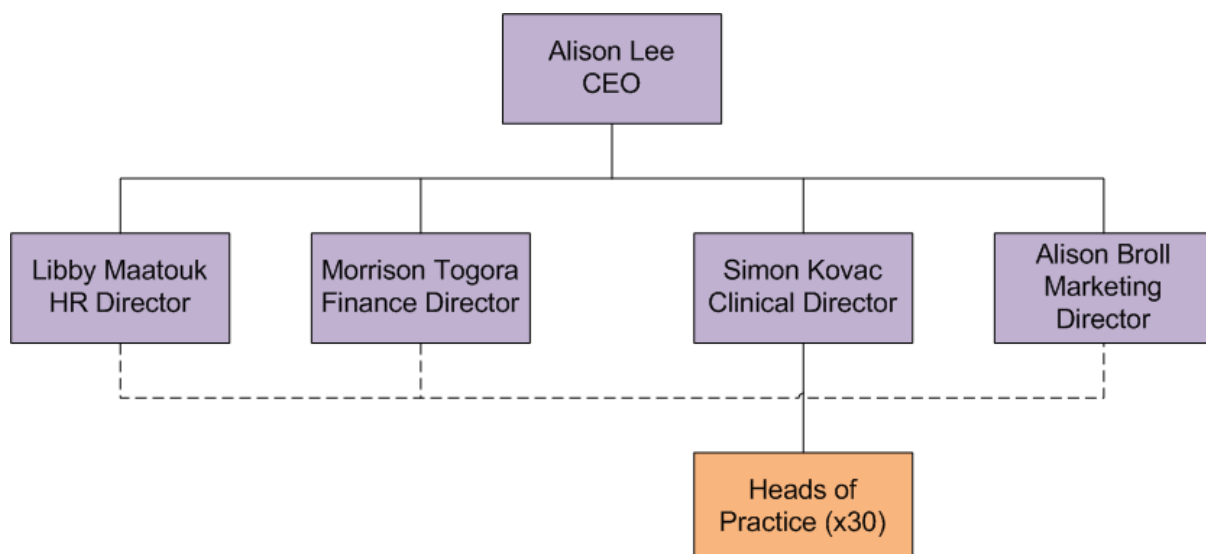 Alison Lee
CEO
Libby Maatouk
HR Director
Morrison Togora
Finance Director
Simon Kovac
Clinical Director
Alison Broll
Marketing
Director
Heads of
Practice (x30)